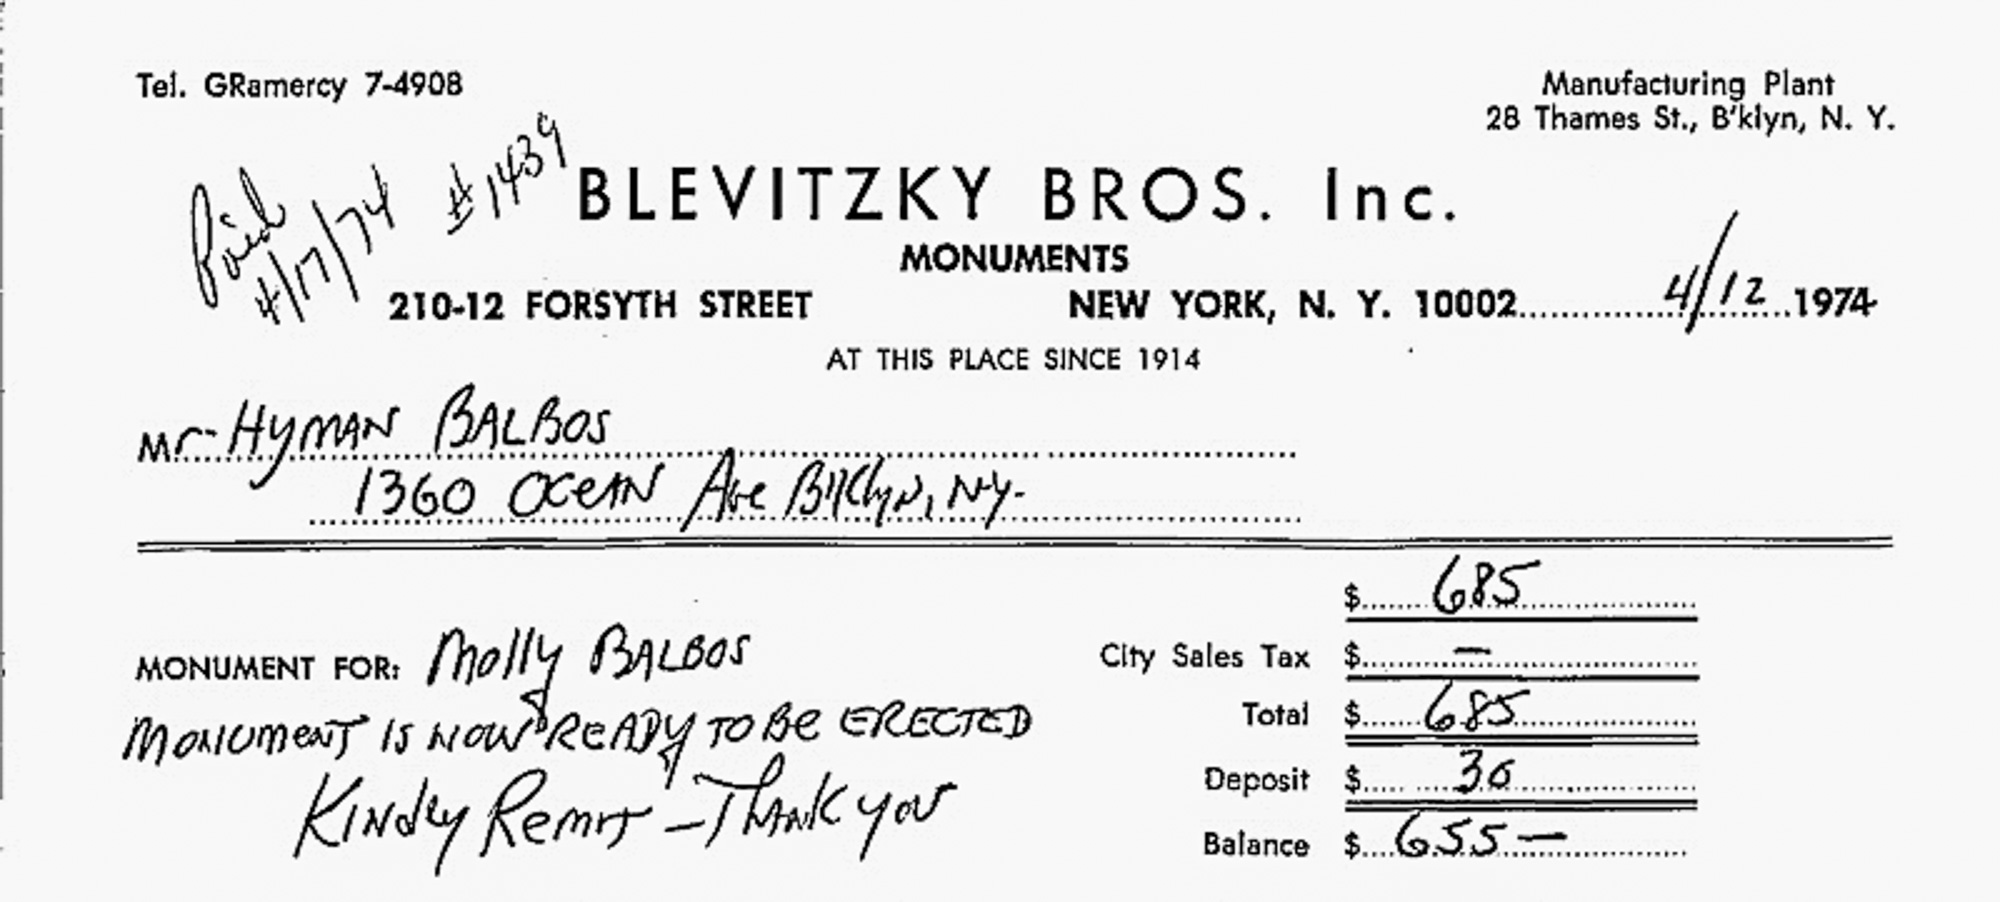 Tel. GRamercy 7-4908
Manufacturing Plant
28 Thames St., B'klyn, N. Y.
Paid
4/17/74 #1439
BLEVITZKY BROS. Inc.
MONUMENTS
210-12 FORSYTH STREET NEW YORK, N. Y. 10002 4/12 1974
AT THIS PLACE SINCE 1914
Mr. HYMAN BALBOS
1360 OCEAN Ave B'Klyn, N.Y.
$ 685
MONUMENT FOR: Molly BALBOS
City Sales Tax $ —
MONUMENT IS NOW READY TO BE ERECTED
Total $ 685
Kindly Remit – Thank you
Deposit $ 30
Balance $ 655 —